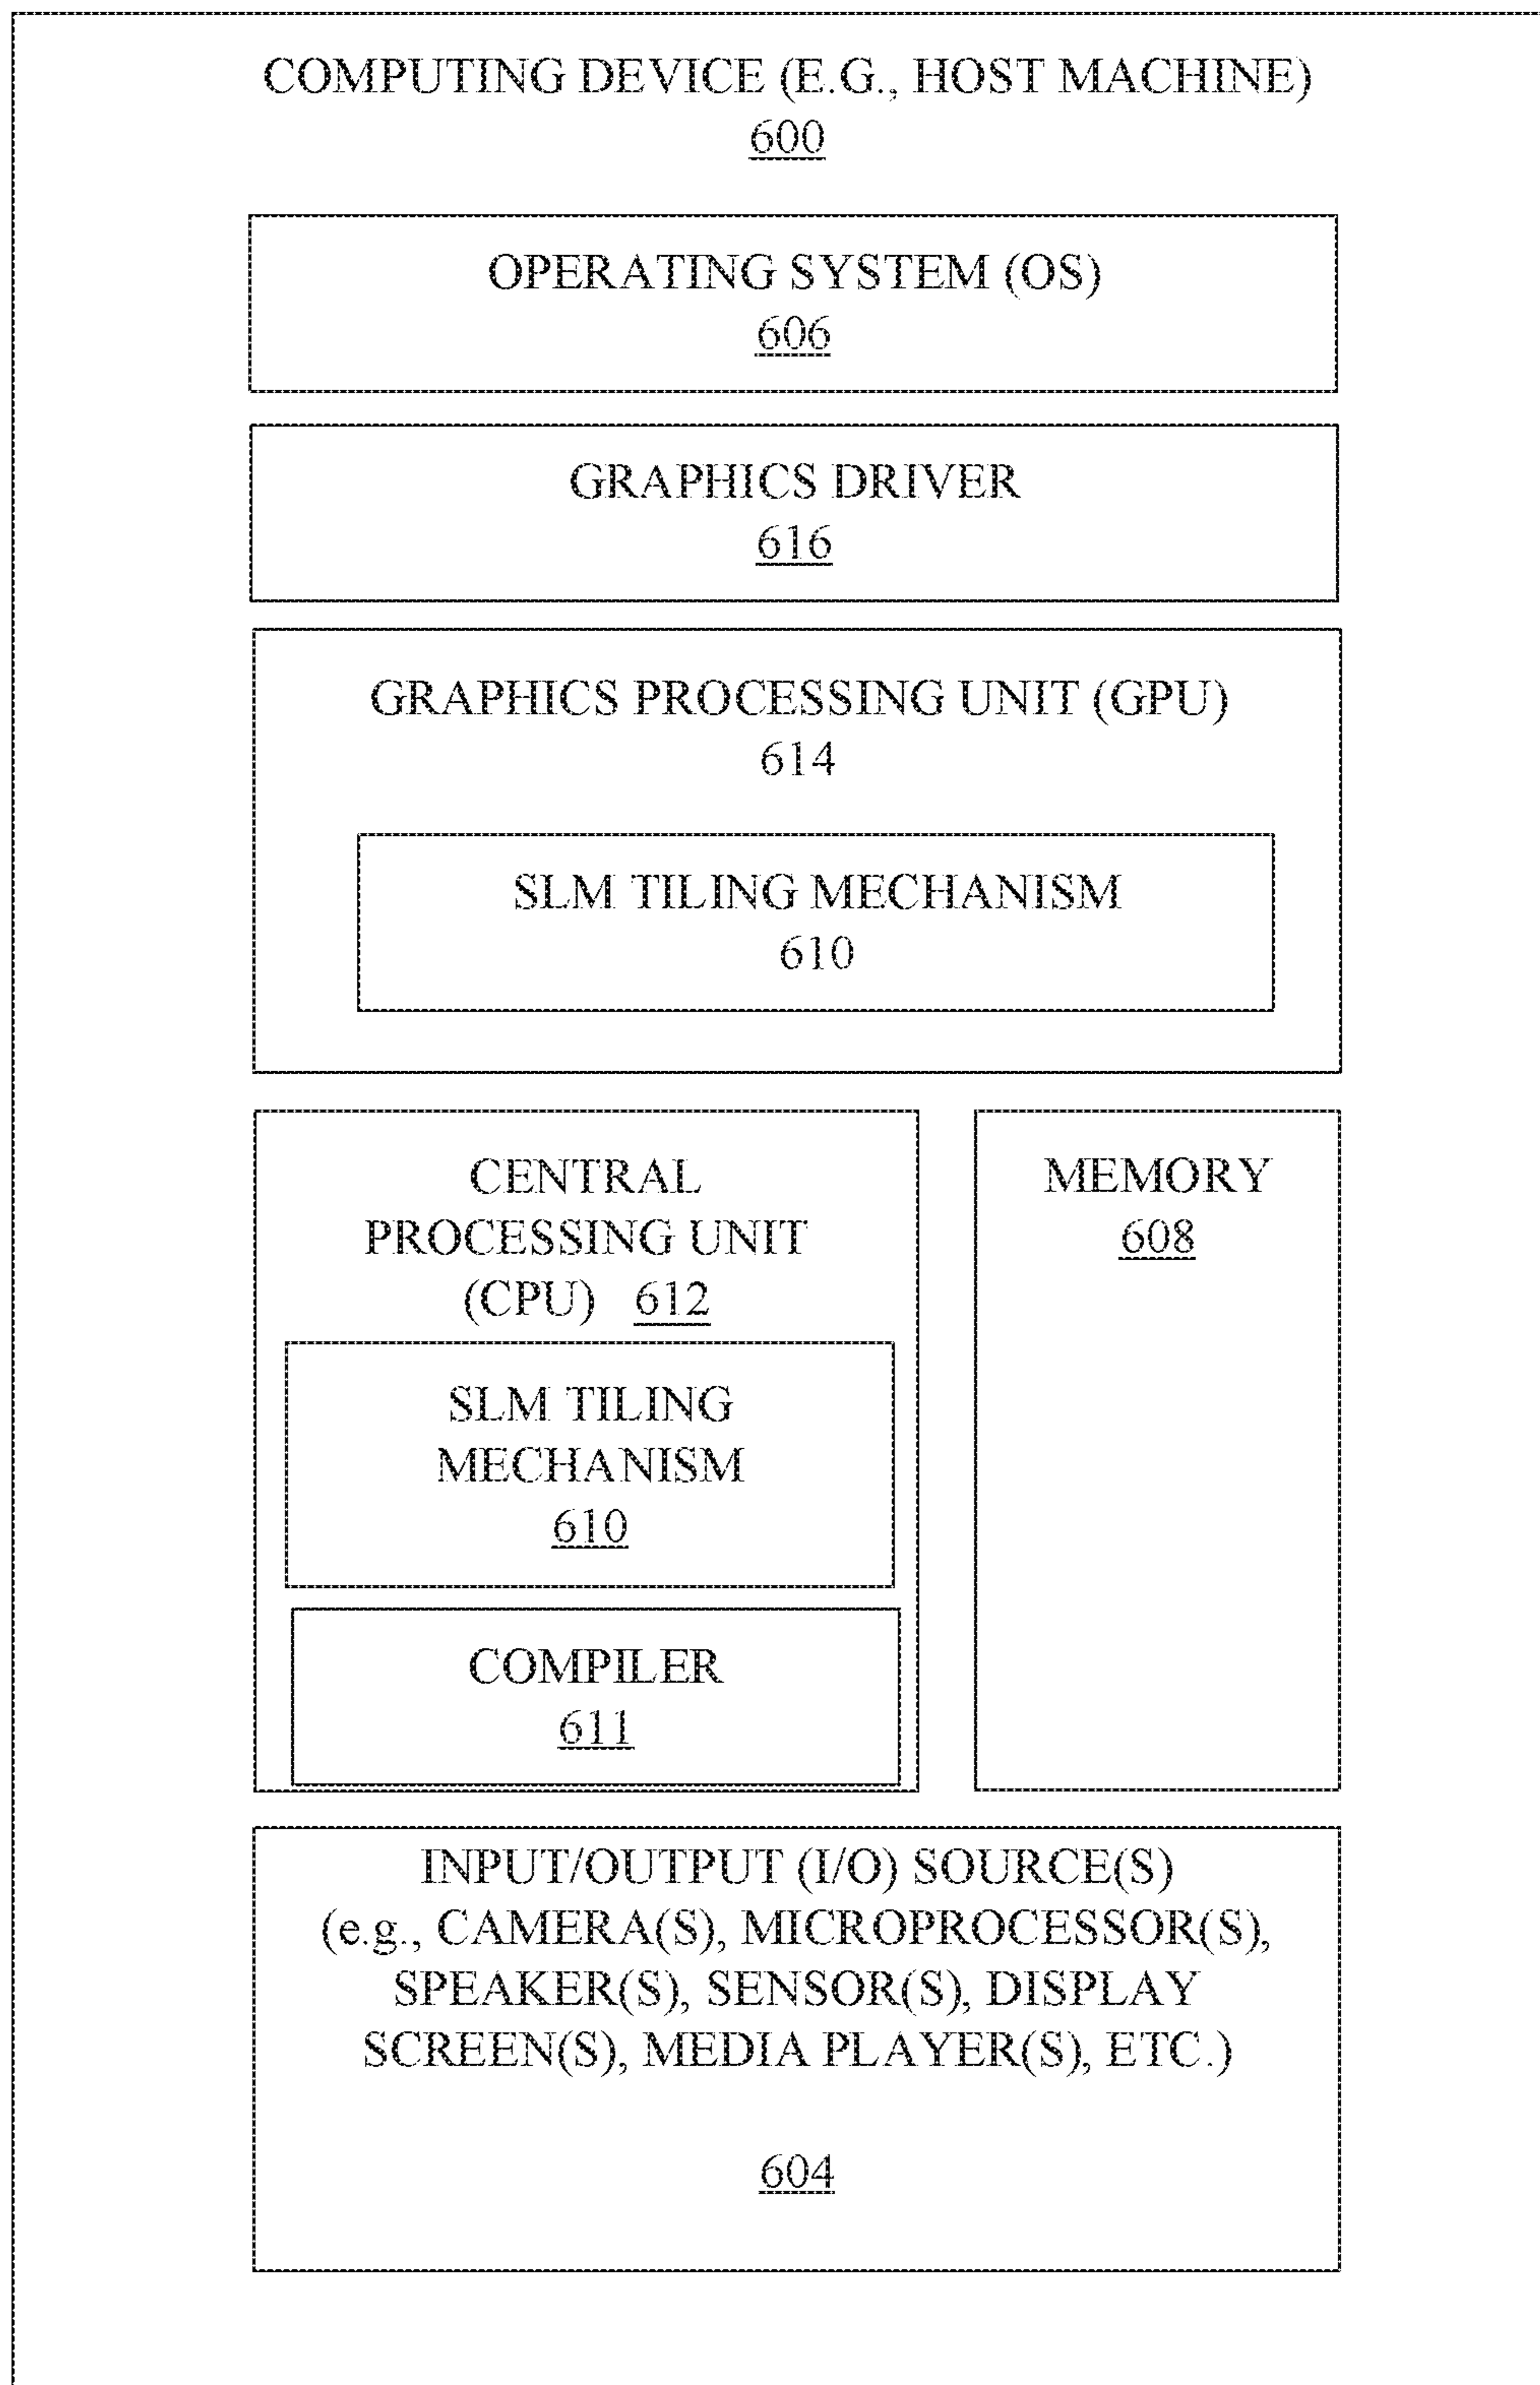 COMPUTING DEVICE (E.G., HOST MACHINE)
600
OPERATING SYSTEM (OS)
606
GRAPHICS DRIVER
616
GRAPHICS PROCESSING UNIT (GPU)
614
SLM TILING MECHANISM
610
CENTRAL
PROCESSING UNIT
(CPU) 612
SLM TILING
MECHANISM
610
COMPILER
611
MEMORY
608
INPUT/OUTPUT (I/O) SOURCE(S)
(e.g., CAMERA(S), MICROPROCESSOR(S),
SPEAKER(S), SENSOR(S), DISPLAY
SCREEN(S), MEDIA PLAYER(S), ETC.)
604